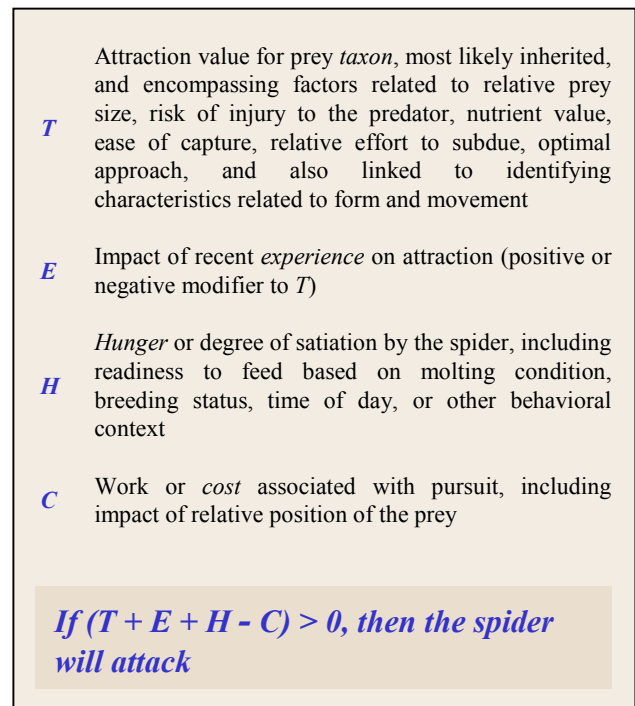 Attraction value for prey taxon, most likely inherited,
and encompassing factors related to relative prey
size, risk of injury to the predator, nutrient value,
T ease of capture, relative effort to subdue, optimal
approach, and also linked to identifying
characteristics related to form and movement
E Impact of recent experience on attraction (positive or
negative modifier to T)
Hunger or degree of satiation by the spider, including
H readiness to feed based on molting condition,
breeding status, time of day, or other behavioral
context
C Work or cost associated with pursuit, including
impact of relative position of the prey
If (T + E + H - C) > 0, then the spider
will attack